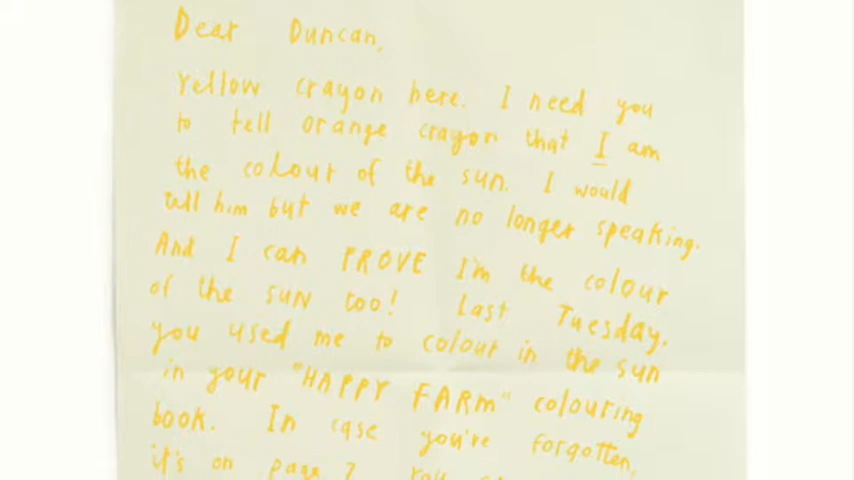 Dear Duncan,
Yellow crayon here. I need you
to tell orange crayon that I am
the colour of the sun. I would
tell him but we are no longer speaking.
And I can PROVE I'm the colour
of the sun too! Last Tuesday,
you used me to colour in the sun
in your "HAPPY FARM" colouring
book. In case you've forgotten,
it's on page 7.